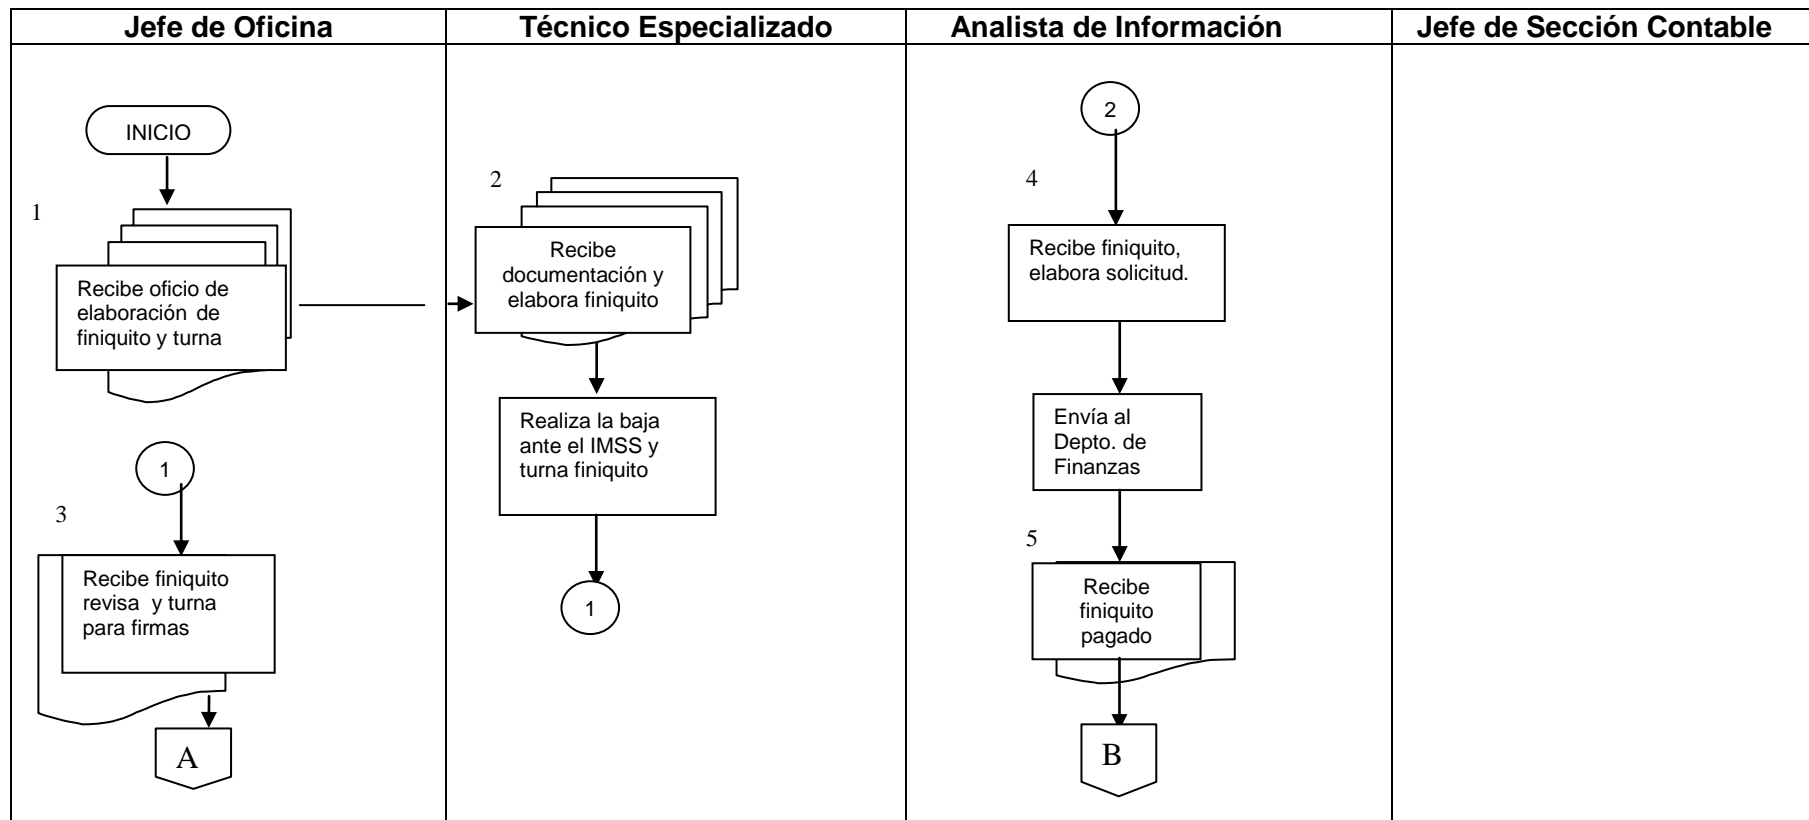 Jefe de Oficina
Técnico Especializado
Analista de Información
Jefe de Sección Contable
INICIO
1
Recibe oficio de
elaboración de
finiquito y turna
1
3
Recibe finiquito
revisa y turna
para firmas
A
2
Recibe
documentación y
elabora finiquito
Realiza la baja
ante el IMSS y
turna finiquito
1
2
4
Recibe finiquito,
elabora solicitud.
Envía al
Depto. de
Finanzas
5
Recibe
finiquito
pagado
B